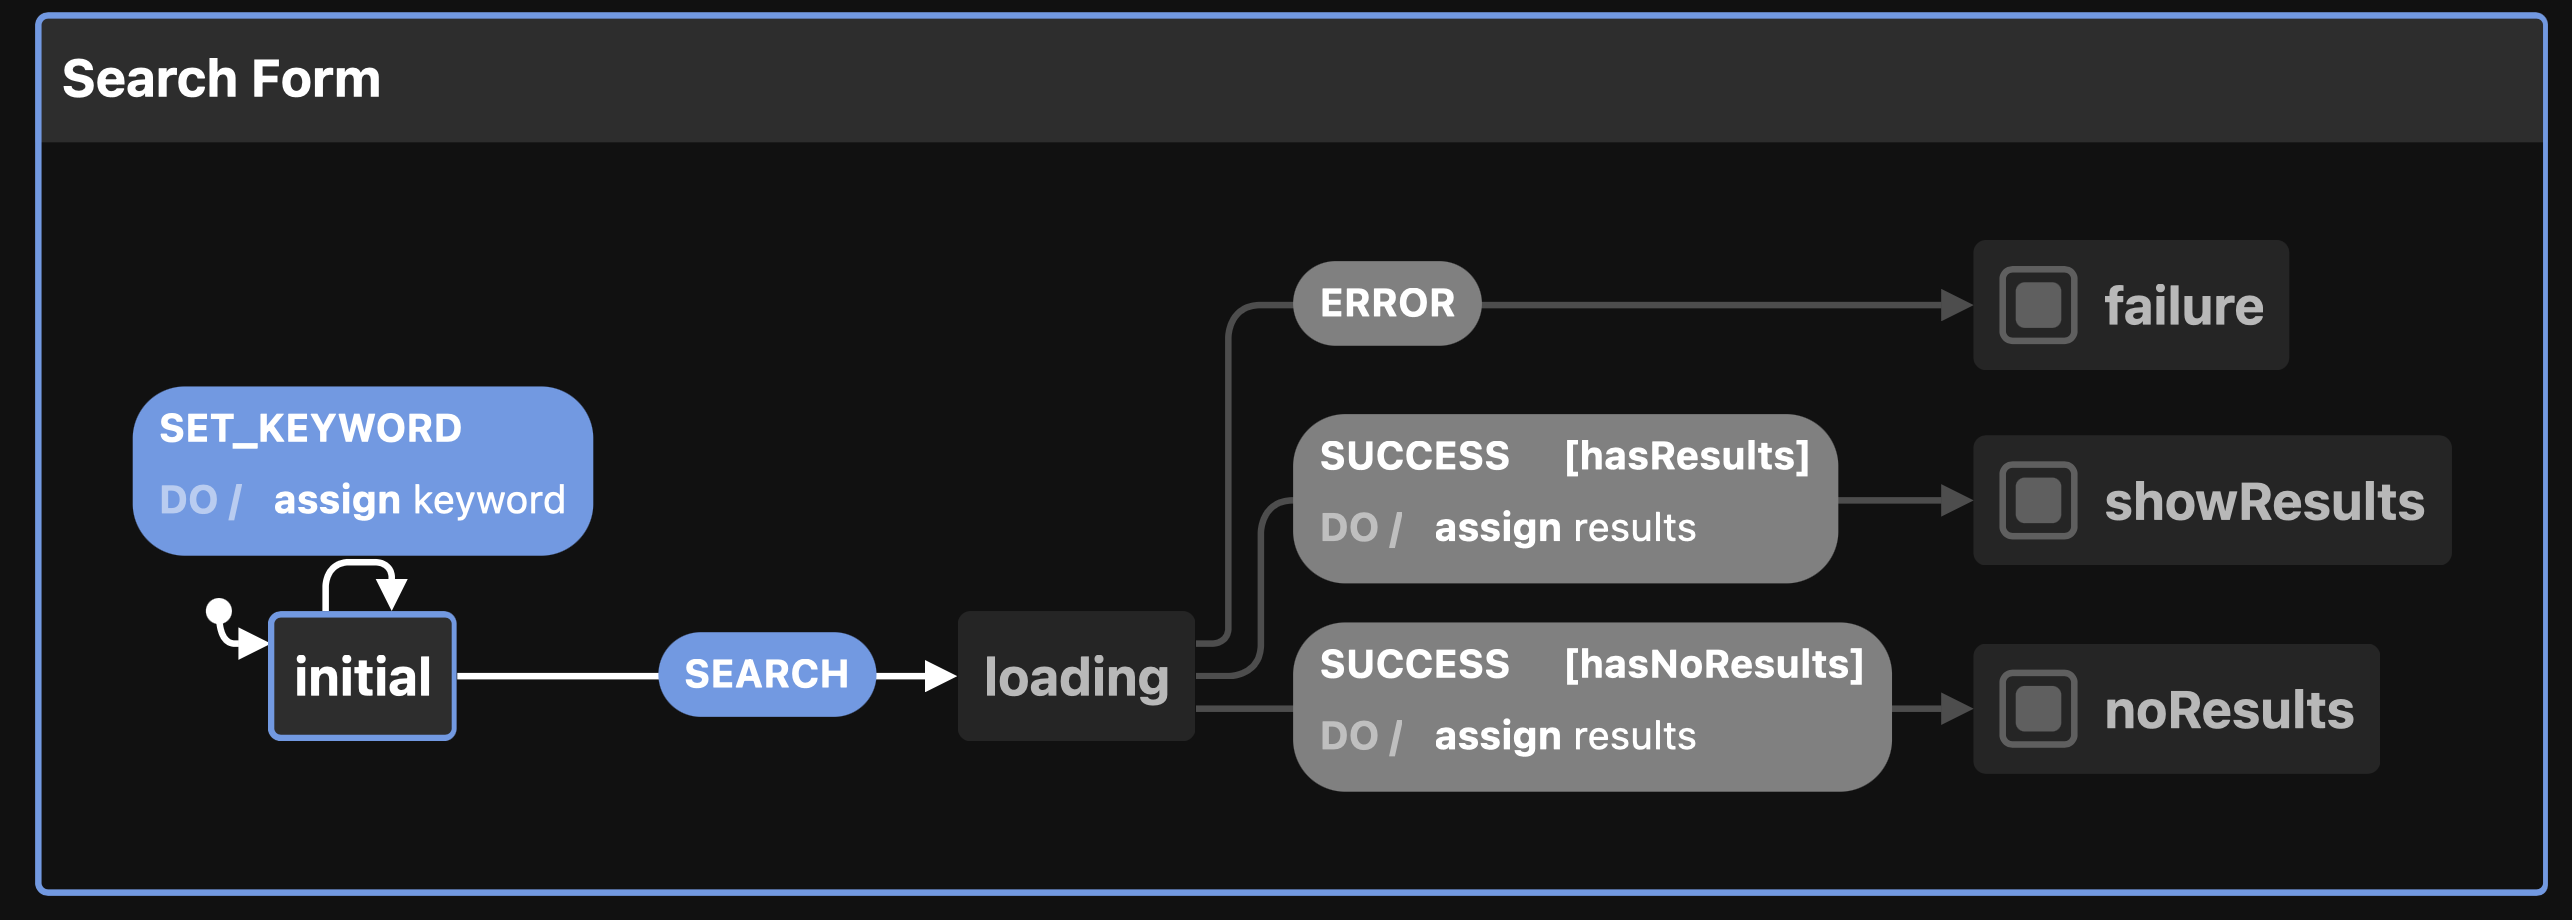 Search Form
SET_KEYWORD
DO / assign keyword
initial
SEARCH
loading
ERROR
failure
SUCCESS [hasResults]
DO / assign results
showResults
SUCCESS [hasNoResults]
DO / assign results
noResults